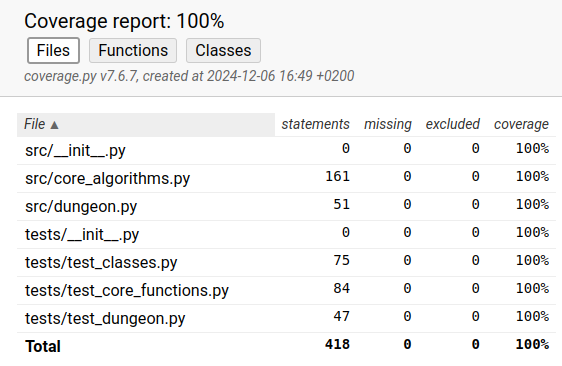 Coverage report: 100%
Files Functions Classes
coverage.py v7.6.7, created at 2024-12-06 16:49 +0200
File ▲ statements missing excluded coverage
src/__init__.py 0 0 0 100%
src/core_algorithms.py 161 0 0 100%
src/dungeon.py 51 0 0 100%
tests/__init__.py 0 0 0 100%
tests/test_classes.py 75 0 0 100%
tests/test_core_functions.py 84 0 0 100%
tests/test_dungeon.py 47 0 0 100%
Total 418 0 0 100%